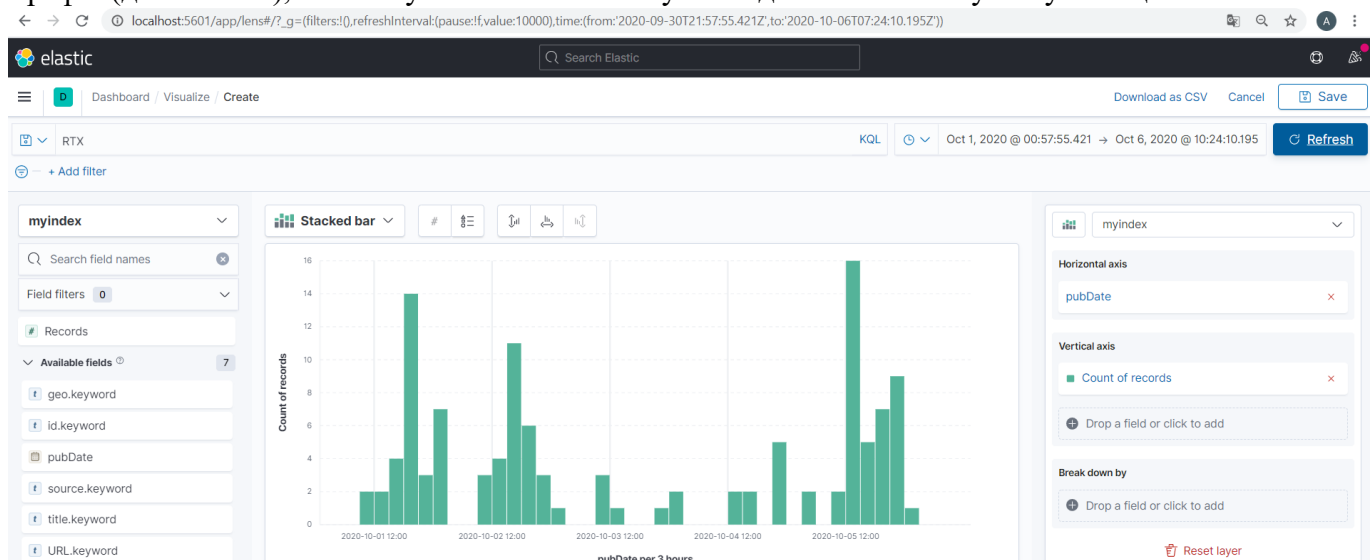 localhost:5601/app/lens#/?_g=(filters:!(),refreshInterval:(pause:!f,value:10000),time:(from:'2020-09-30T21:57:55.421Z',to:'2020-10-06T07:24:10.195Z'))
A
elastic
Search Elastic
D Dashboard / Visualize / Create
Download as CSV Cancel Save
RTX
KQL
Oct 1, 2020 @ 00:57:55.421 → Oct 6, 2020 @ 10:24:10.195
Refresh
+ Add filter
myindex
Search field names
Field filters 0
# Records
Available fields 7
t geo.keyword
t id.keyword
pubDate
t source.keyword
t title.keyword
t URL.keyword
Stacked bar
#
16
14
12
10
8
6
4
2
0
Count of records
2020-10-01 12:00 2020-10-02 12:00 2020-10-03 12:00 2020-10-04 12:00 2020-10-05 12:00
pubDate per 3 hours
myindex
Horizontal axis
pubDate ×
Vertical axis
Count of records ×
Drop a field or click to add
Break down by
Drop a field or click to add
Reset layer